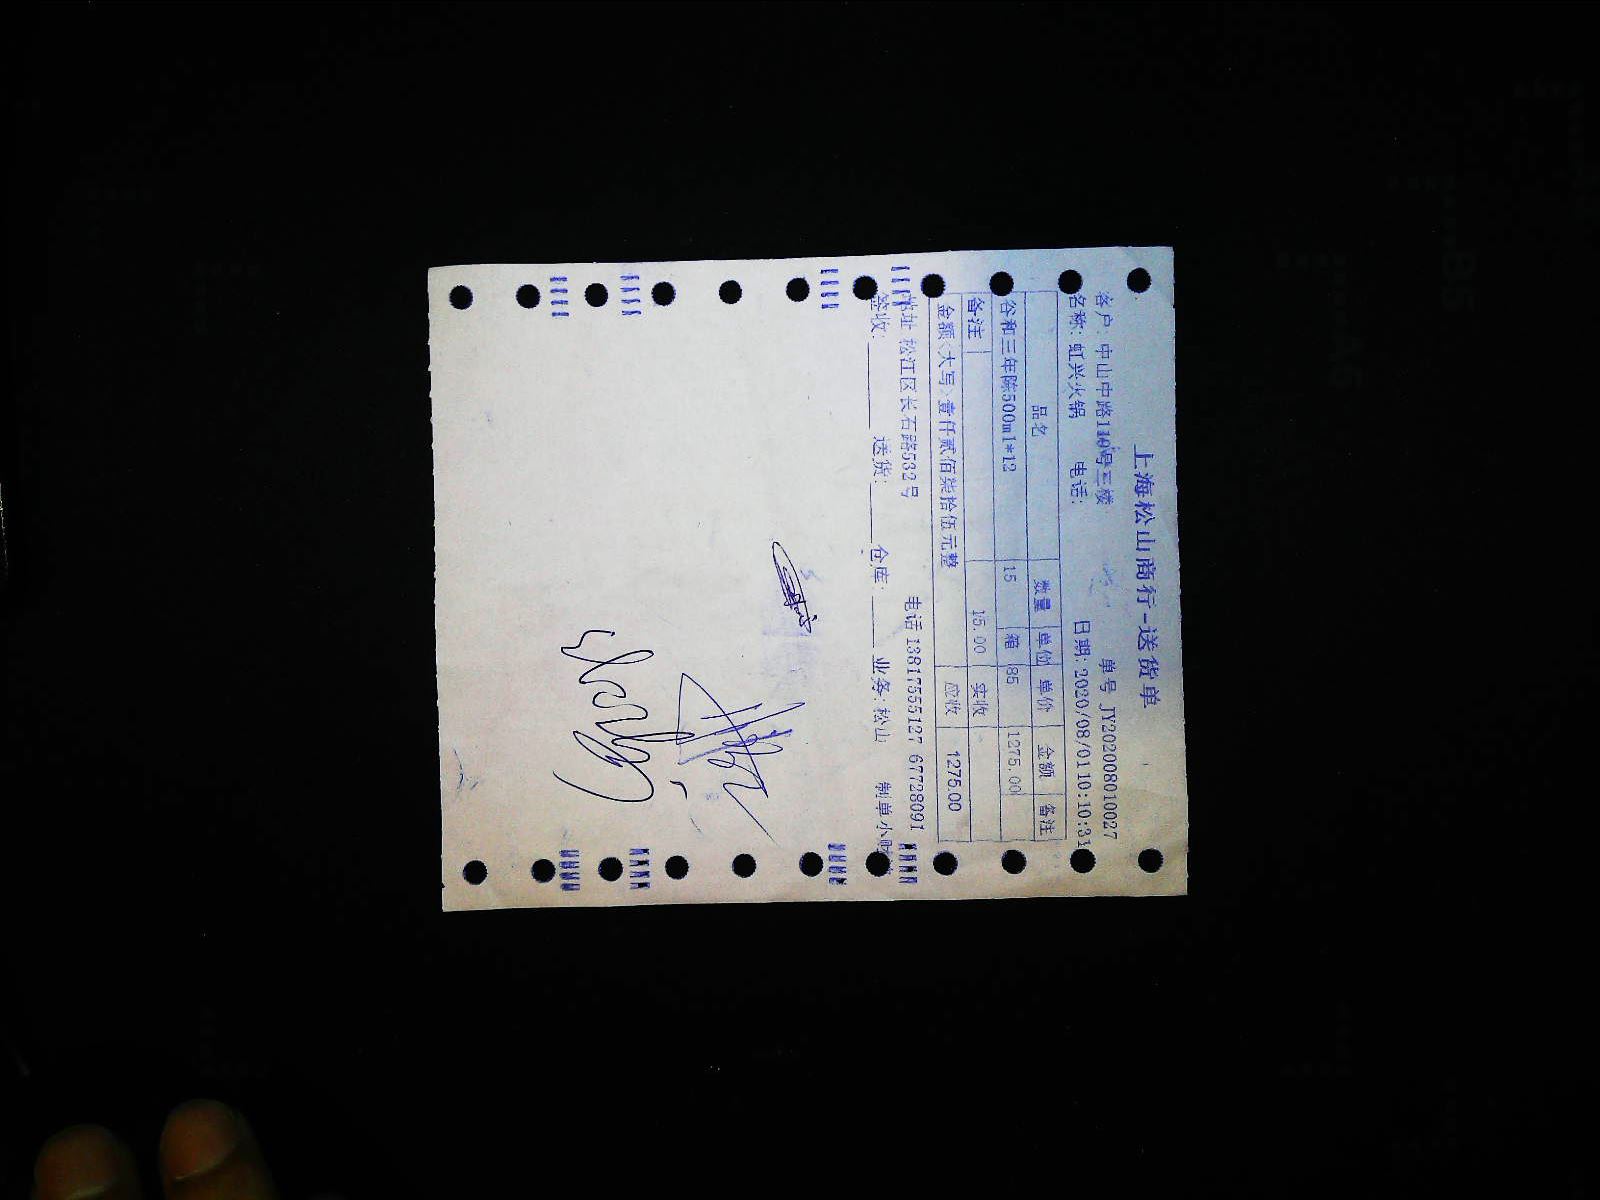 上海松山商行-送货单
客户: 中山中路110号三楼 单号 JY202008010027
名称: 虹兴火锅 电话: 日期: 2020/08/01 10:10:31
品名 数量 单位 单价 金额 备注
谷和三年陈500ml*12 15 箱 85 1275.00
备注 15.00 实收
金额<大写>壹仟贰佰柒拾伍元整 应收 1275.00
地址 松江区长石路532号 电话 13817555127 67728091
签收: 送货: 仓库: 业务: 松山 制单小